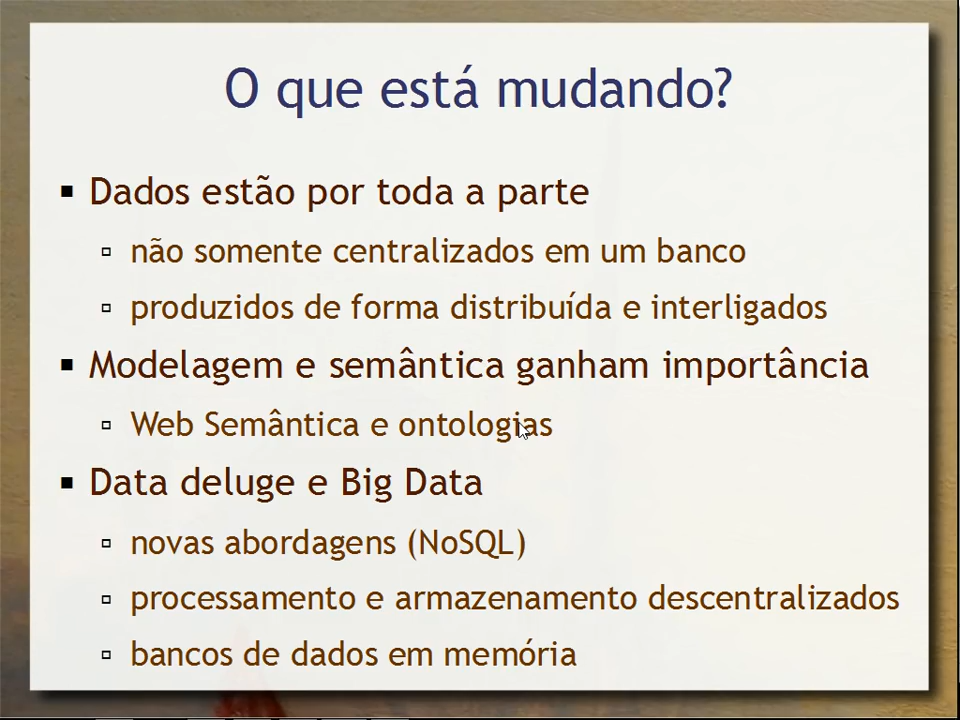 O que está mudando?
Dados estão por toda a parte
não somente centralizados em um banco
produzidos de forma distribuída e interligados
Modelagem e semântica ganham importância
Web Semântica e ontologias
Data deluge e Big Data
novas abordagens (NoSQL)
processamento e armazenamento descentralizados
bancos de dados em memória